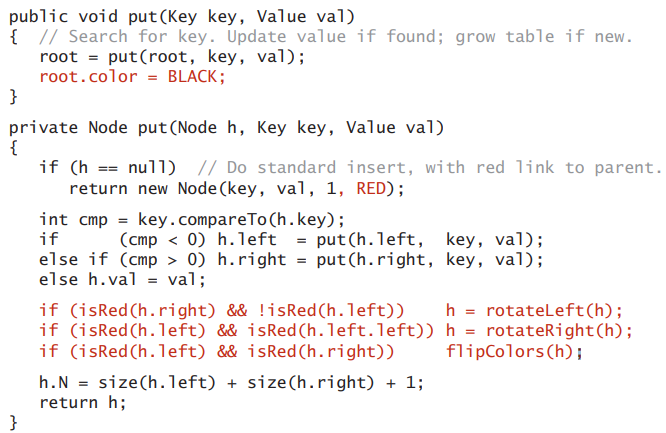 public void put(Key key, Value val)
{  // Search for key. Update value if found; grow table if new.
   root = put(root, key, val);
   root.color = BLACK;
}
private Node put(Node h, Key key, Value val)
{
   if (h == null)  // Do standard insert, with red link to parent.
      return new Node(key, val, 1, RED);
   int cmp = key.compareTo(h.key);
   if      (cmp < 0) h.left  = put(h.left,  key, val);
   else if (cmp > 0) h.right = put(h.right, key, val);
   else h.val = val;
   if (isRed(h.right) && !isRed(h.left))    h = rotateLeft(h);
   if (isRed(h.left) && isRed(h.left.left)) h = rotateRight(h);
   if (isRed(h.left) && isRed(h.right))     flipColors(h);
   h.N = size(h.left) + size(h.right) + 1;
   return h;
}